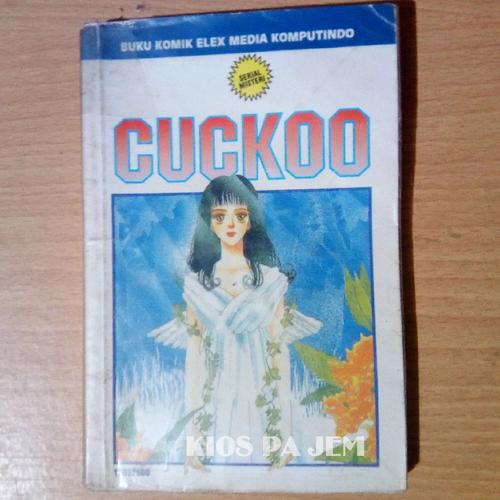 BUKU KOMIK ELEX MEDIA KOMPUTINDO
SERIAL
MISTERI
CUCKOO
KIOS PA JEM